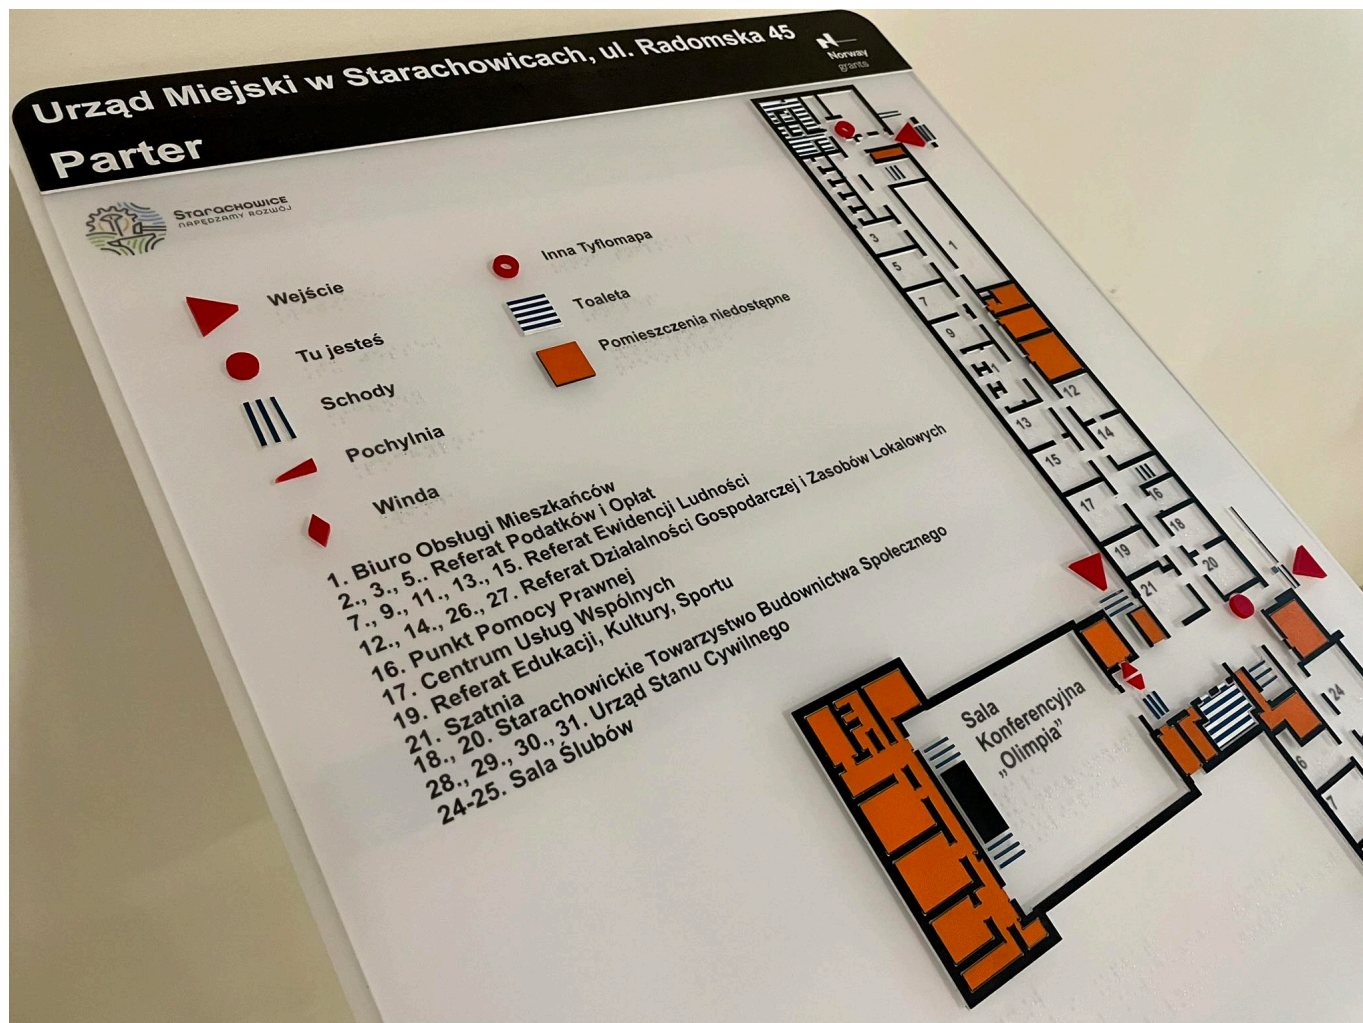 Urząd Miejski w Starachowicach, ul. Radomska 45
Parter
Norway
grants
STARACHOWICE
NAPĘDZAMY ROZWÓJ
Wejście
Tu jesteś
Schody
Pochylnia
Winda
Inna Tyflomapa
Toaleta
Pomieszczenia niedostępne
1. Biuro Obsługi Mieszkańców
2., 3., 5.. Referat Podatków i Opłat
7., 9., 11., 13., 15. Referat Ewidencji Ludności
12., 14., 26., 27. Referat Działalności Gospodarczej i Zasobów Lokalowych
16. Punkt Pomocy Prawnej
17. Centrum Usług Wspólnych
19. Referat Edukacji, Kultury, Sportu
21. Szatnia
18., 20. Starachowickie Towarzystwo Budownictwa Społecznego
28., 29., 30., 31. Urząd Stanu Cywilnego
24-25. Sala Ślubów
1
3
5
7
9
12
13
14
15
16
17
18
19
20
21
24
6
7
Sala
Konferencyjna
„Olimpia”